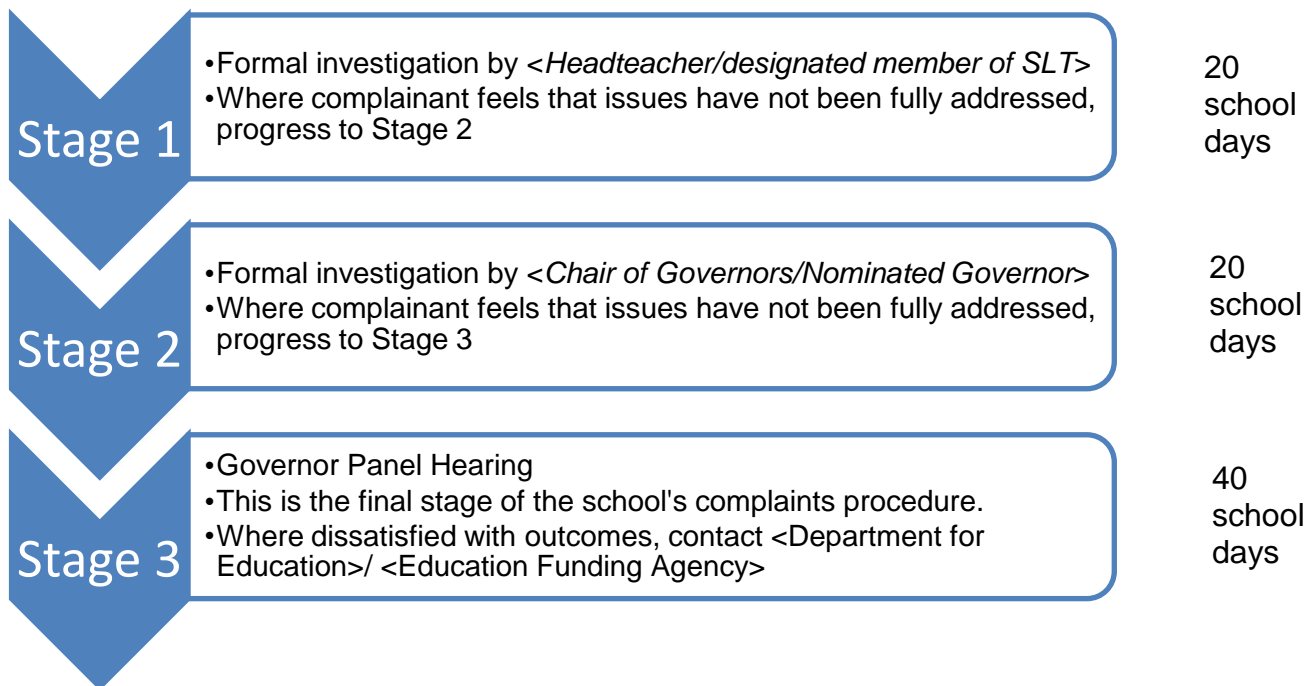 Stage 1
•Formal investigation by <Headteacher/designated member of SLT>
•Where complainant feels that issues have not been fully addressed,
progress to Stage 2
20
school
days
Stage 2
•Formal investigation by <Chair of Governors/Nominated Governor>
•Where complainant feels that issues have not been fully addressed,
progress to Stage 3
20
school
days
Stage 3
•Governor Panel Hearing
•This is the final stage of the school's complaints procedure.
•Where dissatisfied with outcomes, contact <Department for
Education>/ <Education Funding Agency>
40
school
days